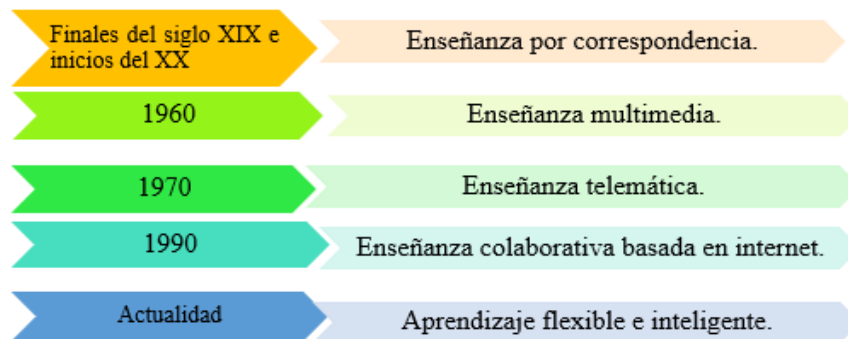 Finales del siglo XIX e
inicios del XX
Enseñanza por correspondencia.
1960
Enseñanza multimedia.
1970
Enseñanza telemática.
1990
Enseñanza colaborativa basada en internet.
Actualidad
Aprendizaje flexible e inteligente.